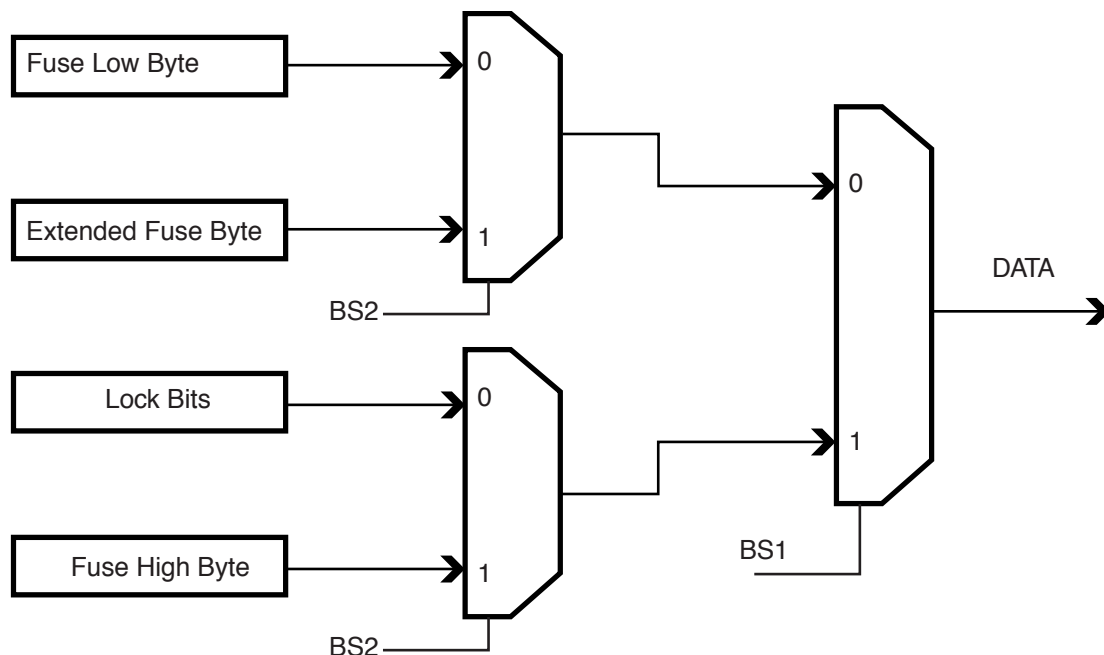 Fuse Low Byte
0
Extended Fuse Byte
1
BS2
0
DATA
Lock Bits
0
1
Fuse High Byte
1
BS1
BS2